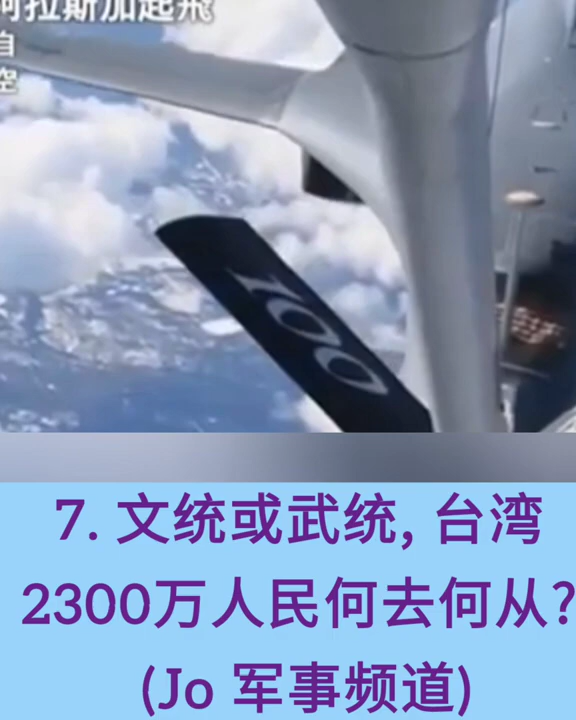 阿拉斯加起飛
自
空
100
7. 文统或武统, 台湾
2300万人民何去何从?
(Jo 军事频道)